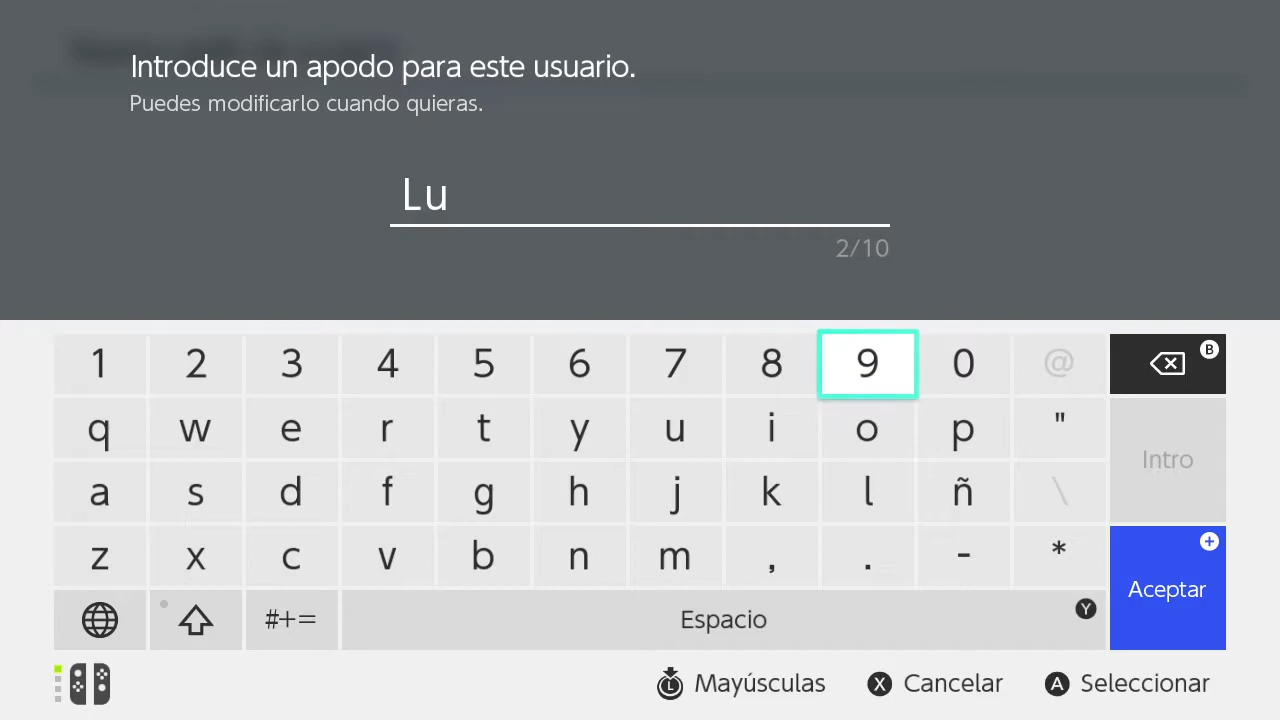 Introduce un apodo para este usuario.
Puedes modificarlo cuando quieras.
Lu
2/10
1 2 3 4 5 6 7 8 9 0 @ B
q w e r t y u i o p "
Intro
a s d f g h j k l ñ \
z x c v b n m , . - * +
Aceptar
#+= Espacio Y
L Mayúsculas X Cancelar A Seleccionar